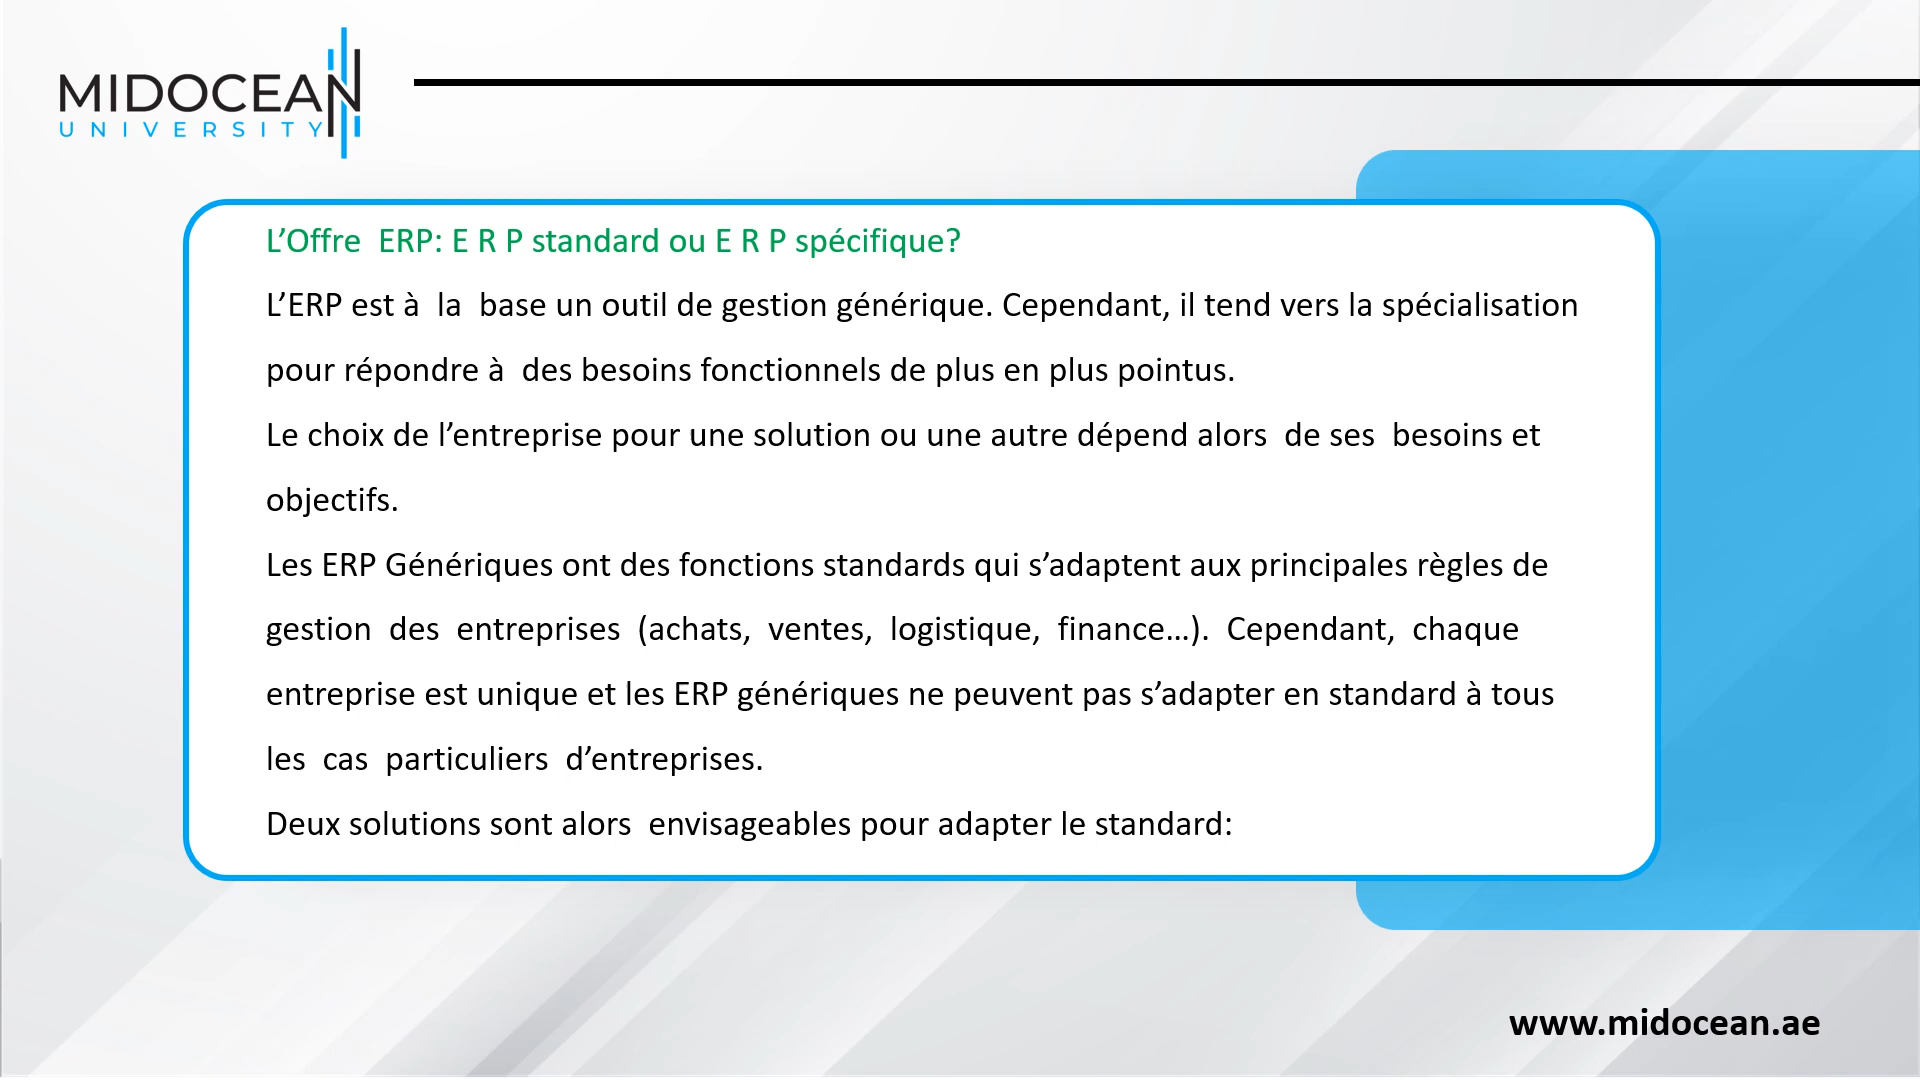 MIDOCEAN
UNIVERSITY
L’Offre ERP: E R P standard ou E R P spécifique?
L’ERP est à la base un outil de gestion générique. Cependant, il tend vers la spécialisation
pour répondre à des besoins fonctionnels de plus en plus pointus.
Le choix de l’entreprise pour une solution ou une autre dépend alors de ses besoins et
objectifs.
Les ERP Génériques ont des fonctions standards qui s’adaptent aux principales règles de
gestion des entreprises (achats, ventes, logistique, finance…). Cependant, chaque
entreprise est unique et les ERP génériques ne peuvent pas s’adapter en standard à tous
les cas particuliers d’entreprises.
Deux solutions sont alors envisageables pour adapter le standard:
www.midocean.ae